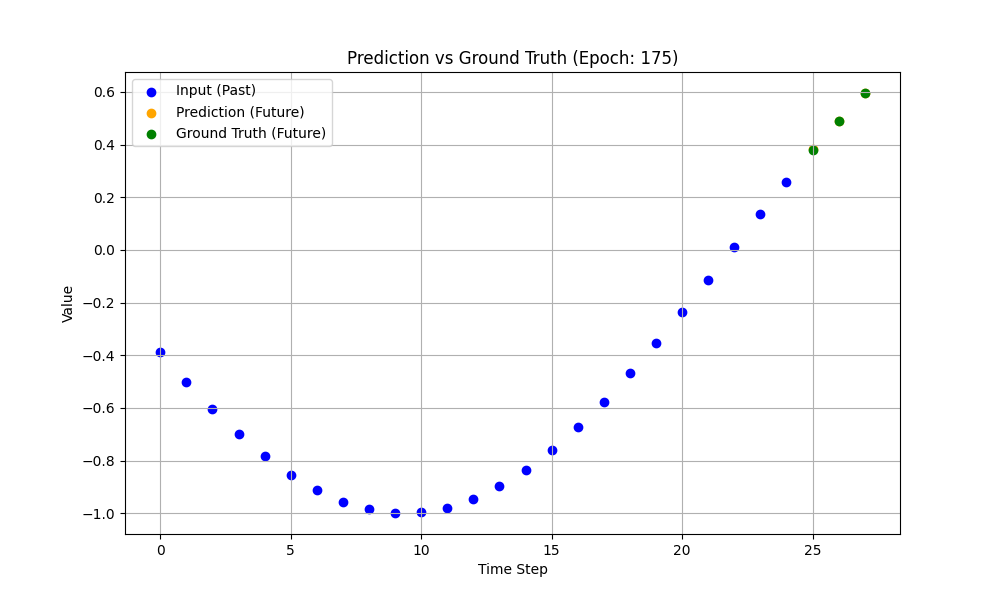 Prediction vs Ground Truth (Epoch: 175)
Input (Past)
Prediction (Future)
Ground Truth (Future)
0.6
0.4
0.2
0.0
−0.2
−0.4
−0.6
−0.8
−1.0
Value
0 5 10 15 20 25
Time Step